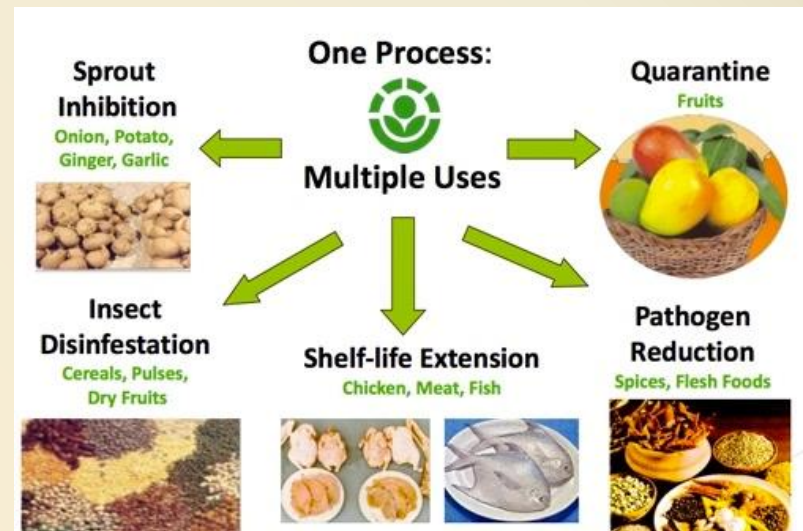 One Process:
Multiple Uses
Sprout
Inhibition
Onion, Potato,
Ginger, Garlic
Quarantine
Fruits
Insect
Disinfestation
Cereals, Pulses,
Dry Fruits
Shelf-life Extension
Chicken, Meat, Fish
Pathogen
Reduction
Spices, Flesh Foods